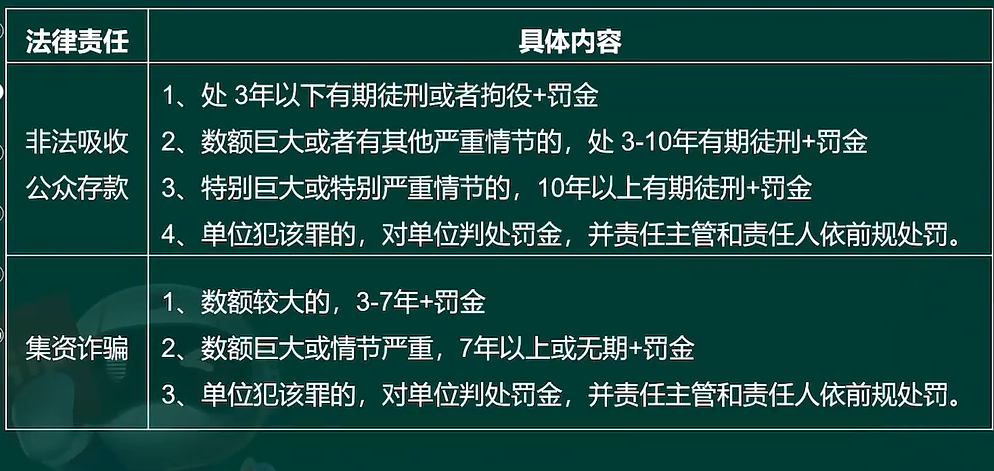 法律责任 具体内容
非法吸收
公众存款
1、处 3年以下有期徒刑或者拘役+罚金
2、数额巨大或者有其他严重情节的，处 3-10年有期徒刑+罚金
3、特别巨大或特别严重情节的，10年以上有期徒刑+罚金
4、单位犯该罪的，对单位判处罚金，并责任主管和责任人依前规处罚。
集资诈骗
1、数额较大的，3-7年+罚金
2、数额巨大或情节严重，7年以上或无期+罚金
3、单位犯该罪的，对单位判处罚金，并责任主管和责任人依前规处罚。